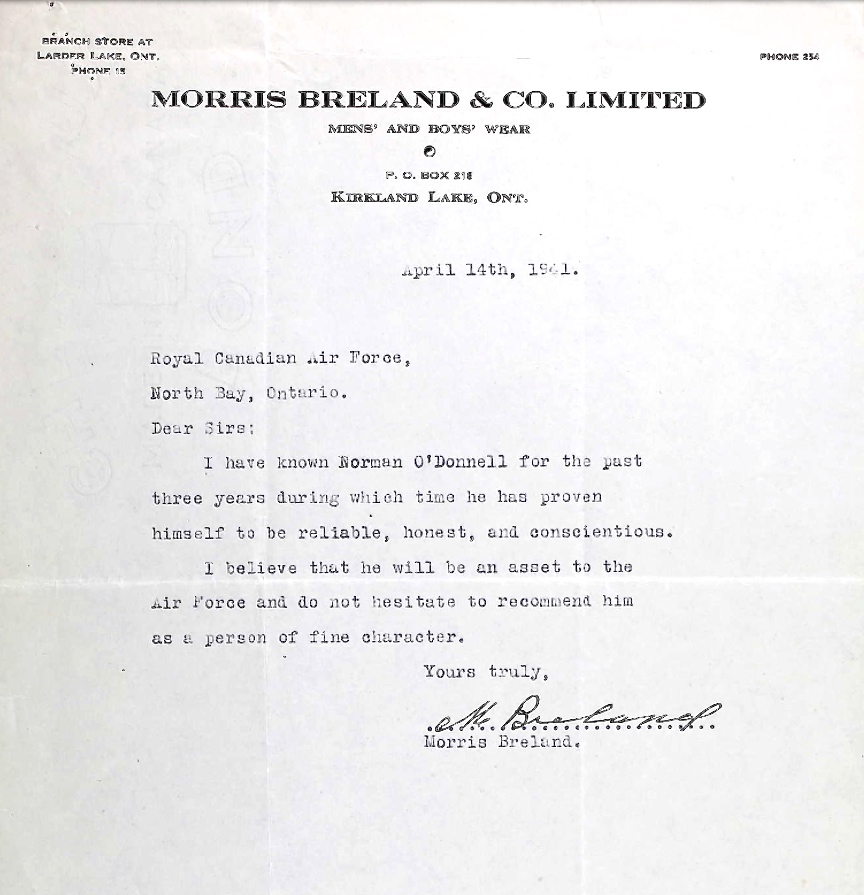 BRANCH STORE AT
LARDER LAKE, ONT.
PHONE 15
PHONE 254
MORRIS BRELAND & CO. LIMITED
MENS' AND BOYS' WEAR
P. O. BOX 218
KIRKLAND LAKE, ONT.
April 14th, 1941.
Royal Canadian Air Force,
North Bay, Ontario.
Dear Sirs:
I have known Norman O'Donnell for the past
three years during which time he has proven
himself to be reliable, honest, and conscientious.
I believe that he will be an asset to the
Air Force and do not hesitate to recommend him
as a person of fine character.
Yours truly,
M. Breland
Morris Breland.